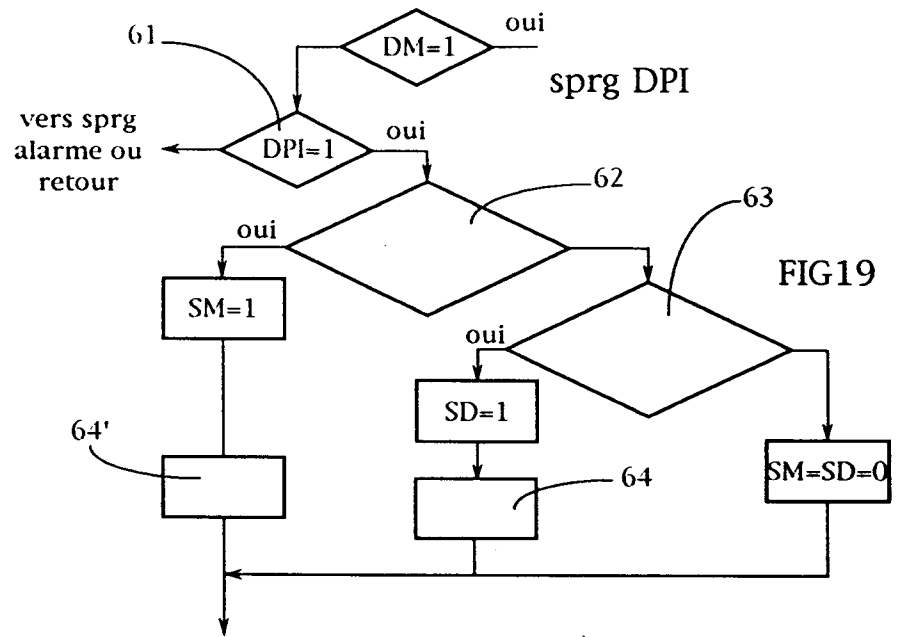 oui
61
DM=1
sprg DPI
vers sprg
alarme ou
retour
DPI=1
oui
62
63
oui
FIG19
SM=1
oui
SD=1
64'
64
SM=SD=0